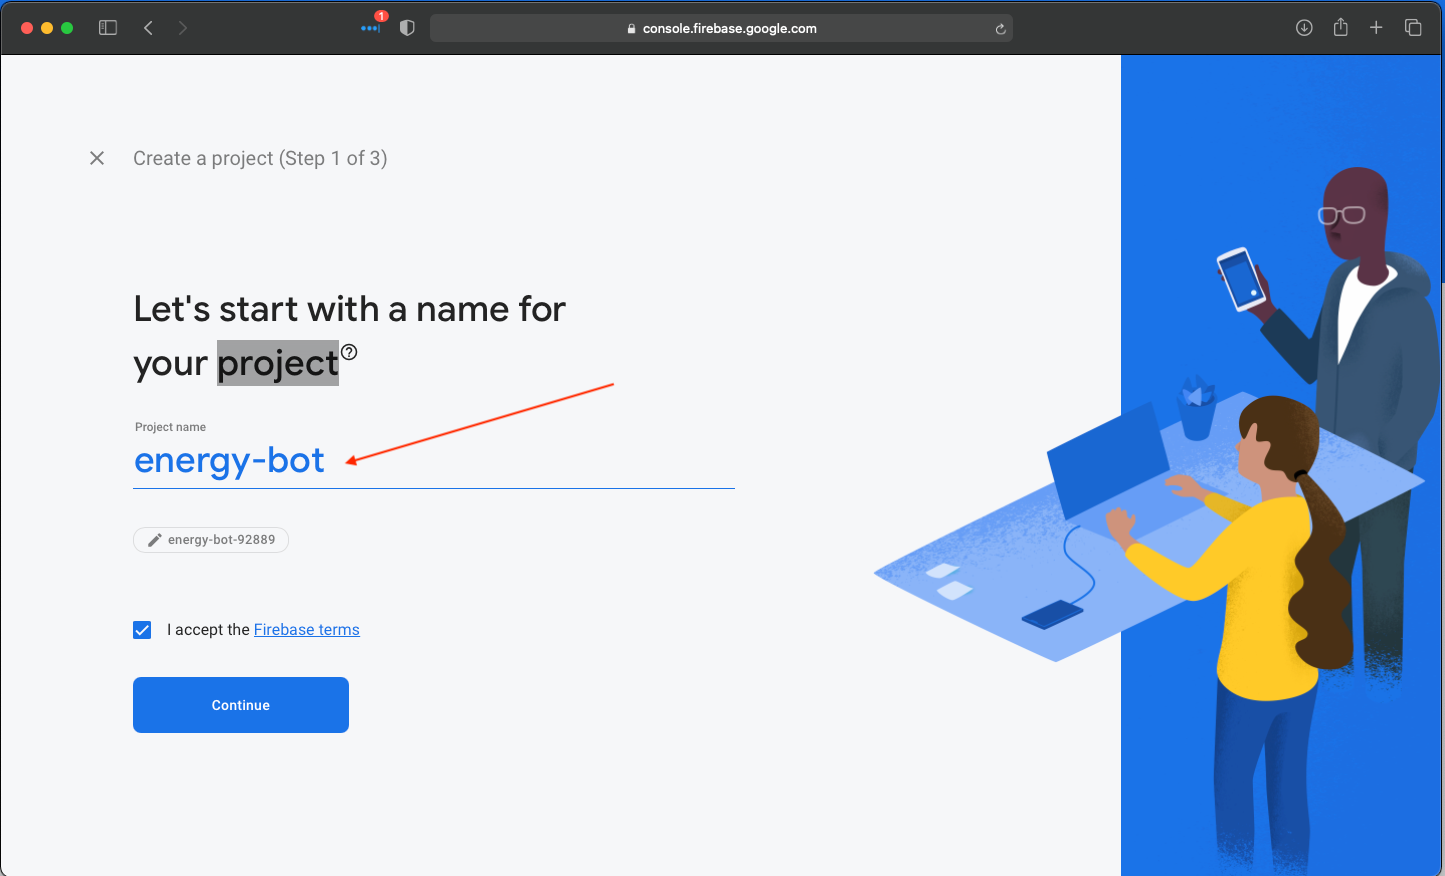 1
console.firebase.google.com
Create a project (Step 1 of 3)
Let's start with a name for
your project
Project name
energy-bot
energy-bot-92889
I accept the Firebase terms
Continue